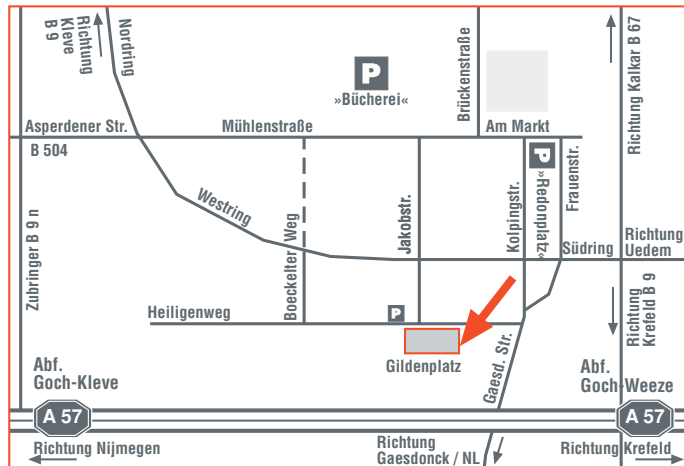 Richtung
Kleve
B 9
Nordring
P
»Bücherei«
Brückenstraße
Am Markt
Richtung Kalkar B 67
Asperdener Str.
Mühlenstraße
B 504
P
»Redonplatz«
Frauenstr.
Kolpingstr.
Jakobstr.
Westring
Boeckelter Weg
Zubringer B 9 n
Südring
Richtung
Uedem
Heiligenweg
P
Richtung
Krefeld B 9
Gildenplatz
Gaesd. Str.
Abf.
Goch-Kleve
Abf.
Goch-Weeze
A 57
A 57
Richtung Nijmegen
Richtung
Gaesdonck / NL
Richtung Krefeld